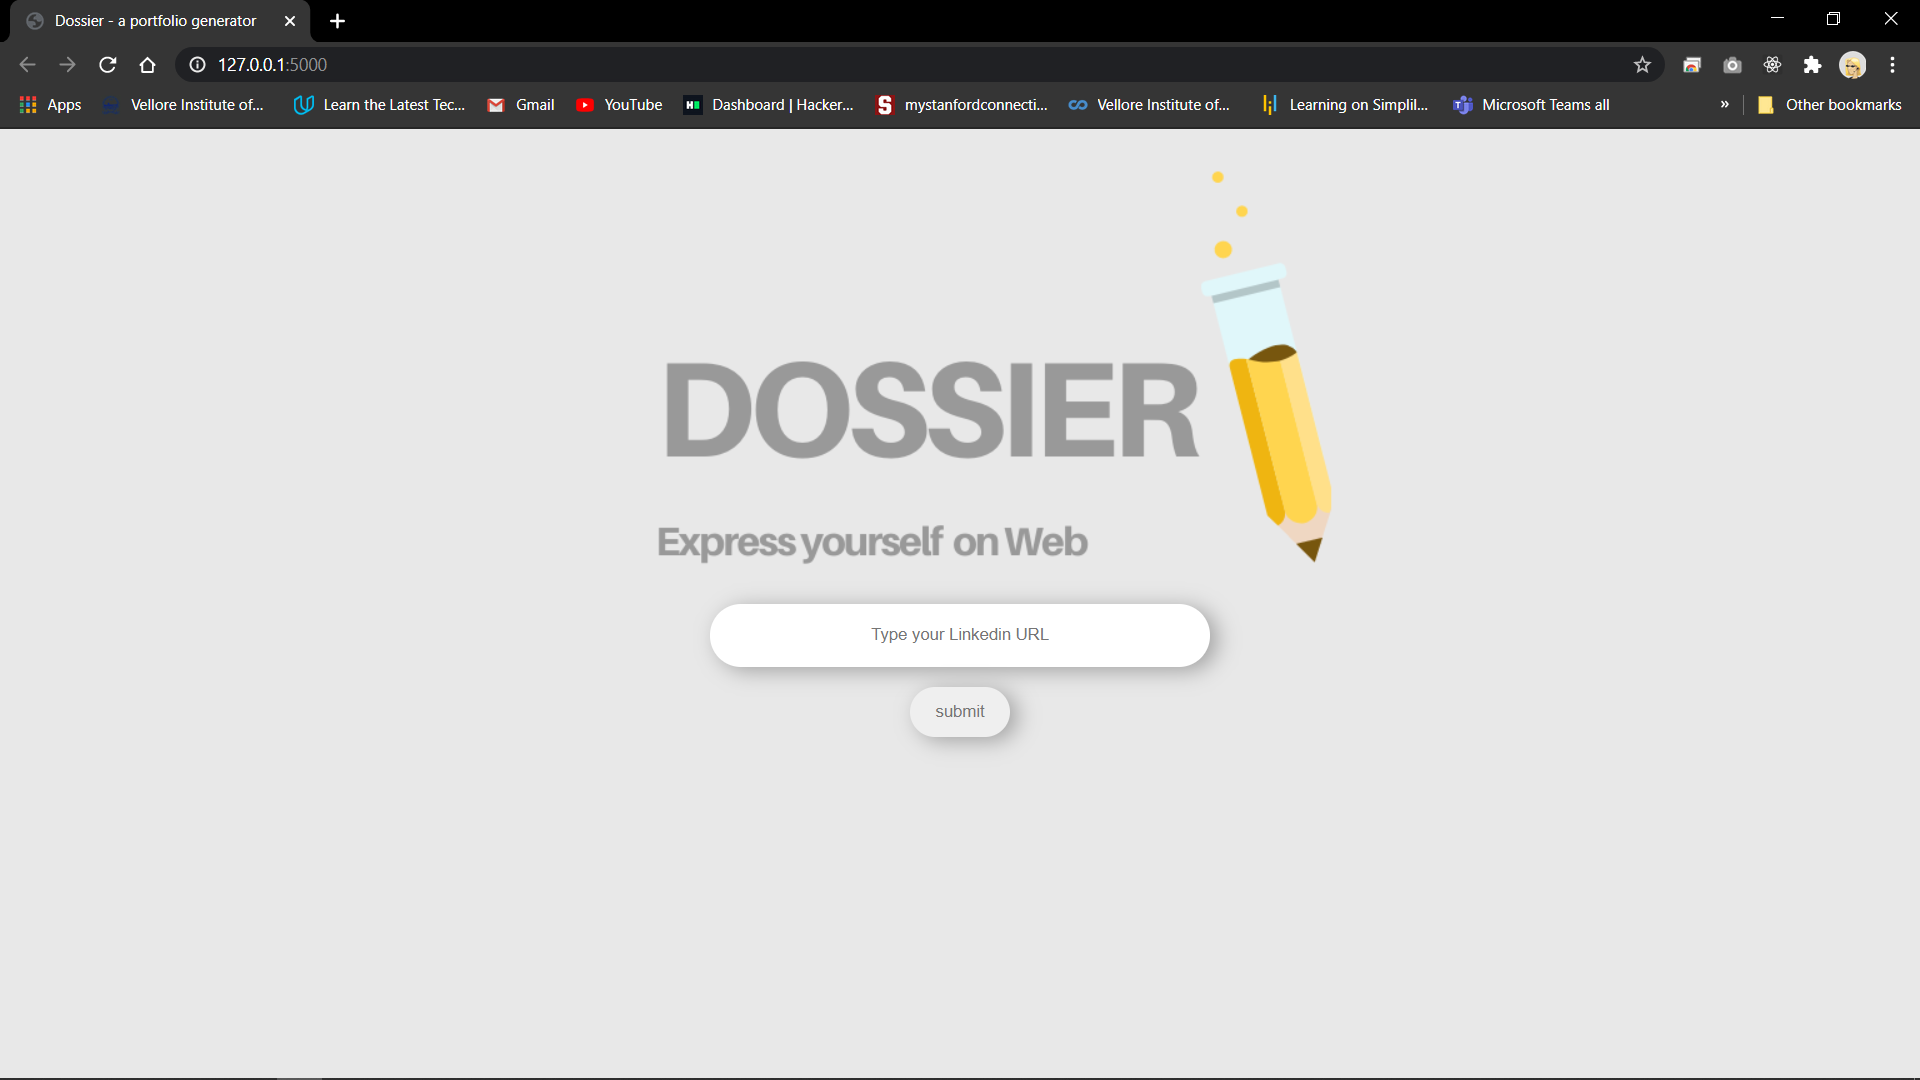 Dossier - a portfolio generator
127.0.0.1:5000
Apps
Vellore Institute of...
Learn the Latest Tec...
Gmail
YouTube
Dashboard | Hacker...
mystanfordconnecti...
Vellore Institute of...
Learning on Simplil...
Microsoft Teams all
»
Other bookmarks
DOSSIER
Express yourself on Web
Type your Linkedin URL
submit